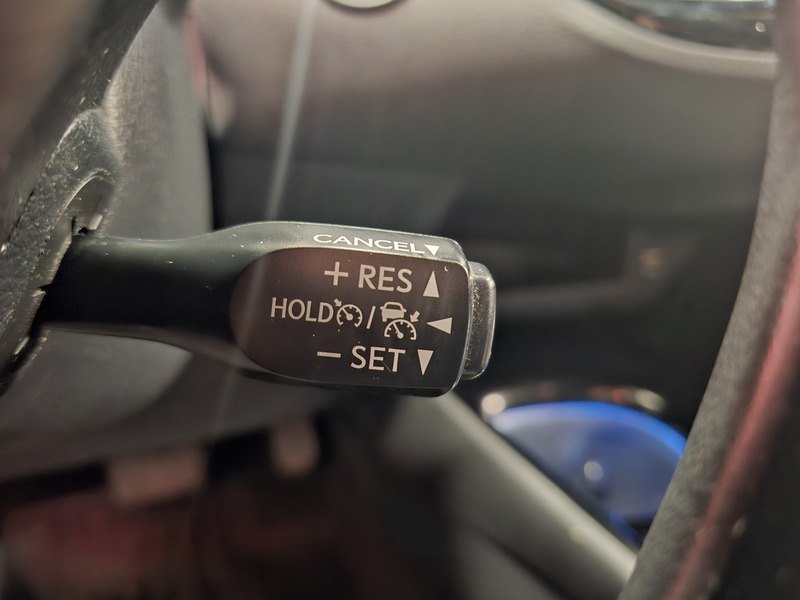 CANCEL▼
+ RES ▲
HOLD / ◀
− SET ▼